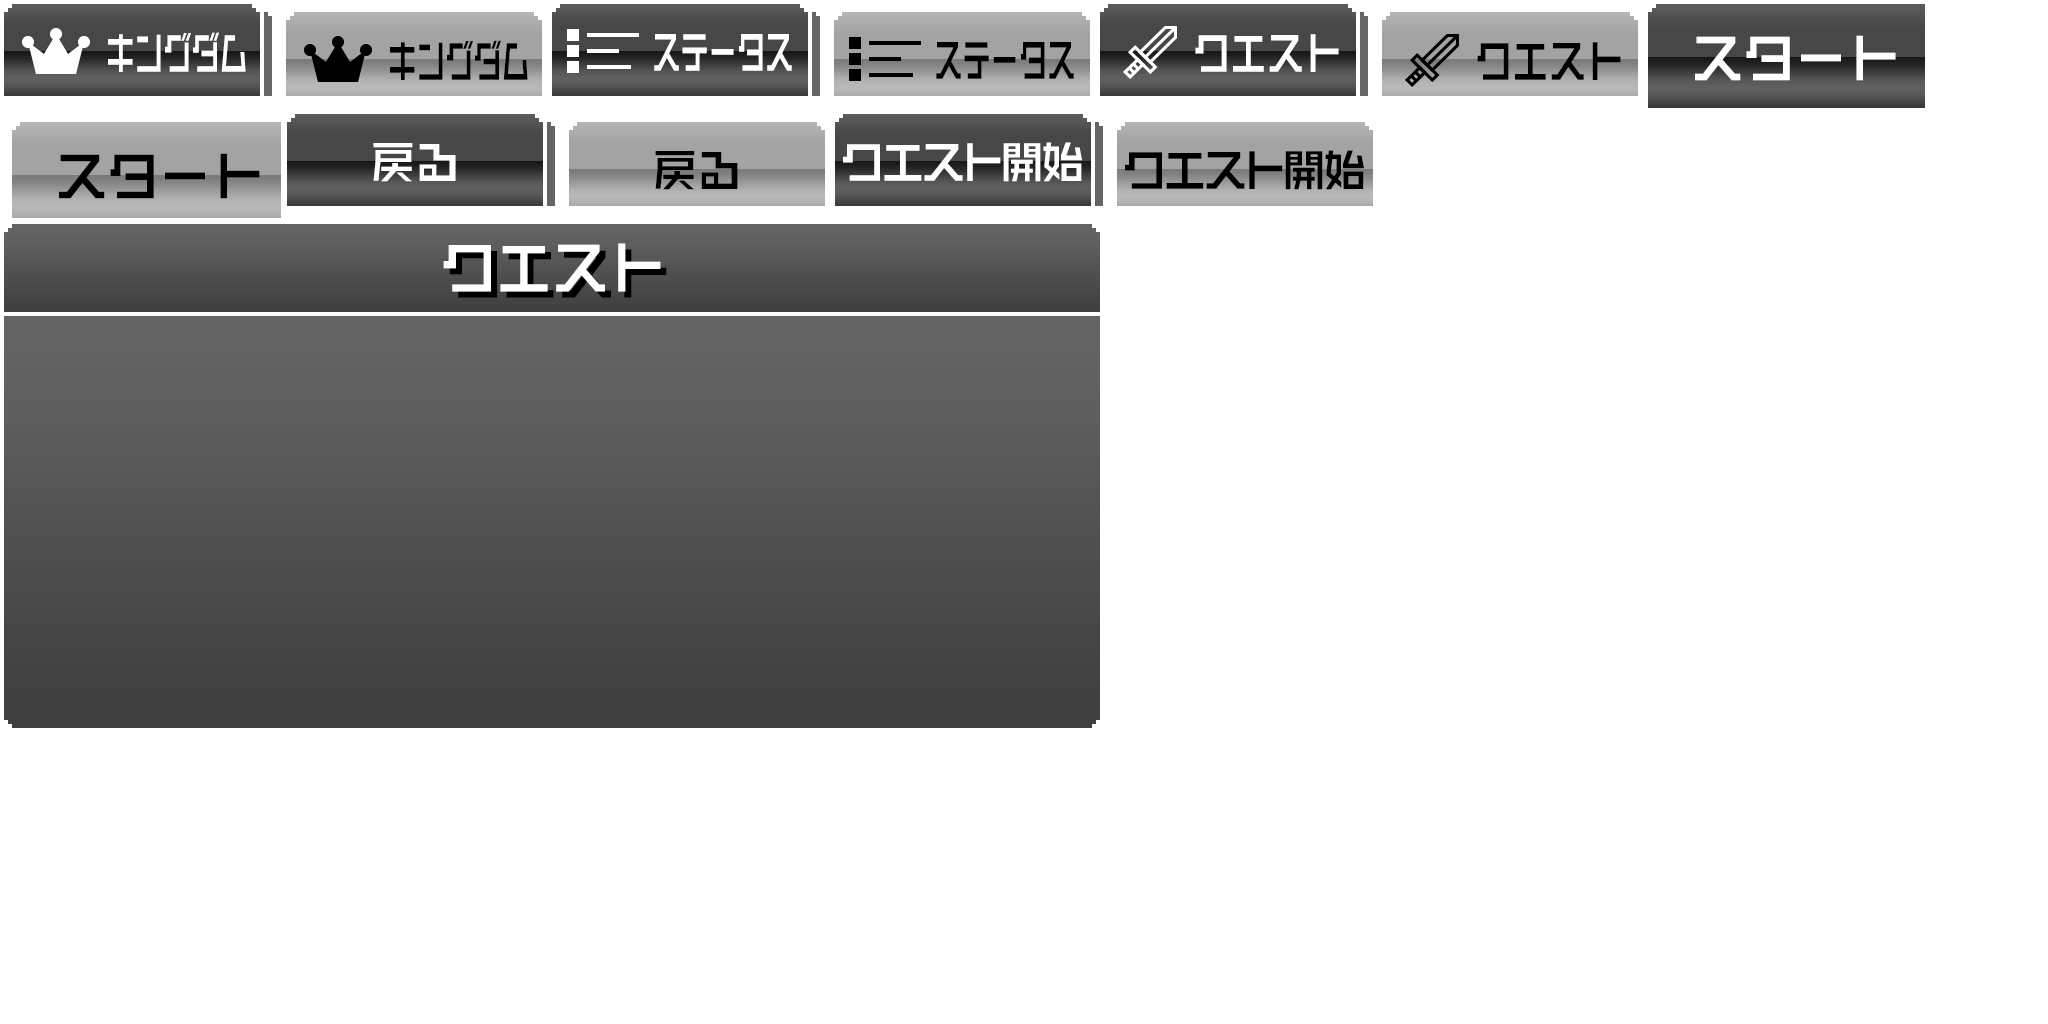 キングダム キングダム ステータス ステータス クエスト クエスト スタート
スタート 戻る 戻る クエスト開始 クエスト開始
クエスト